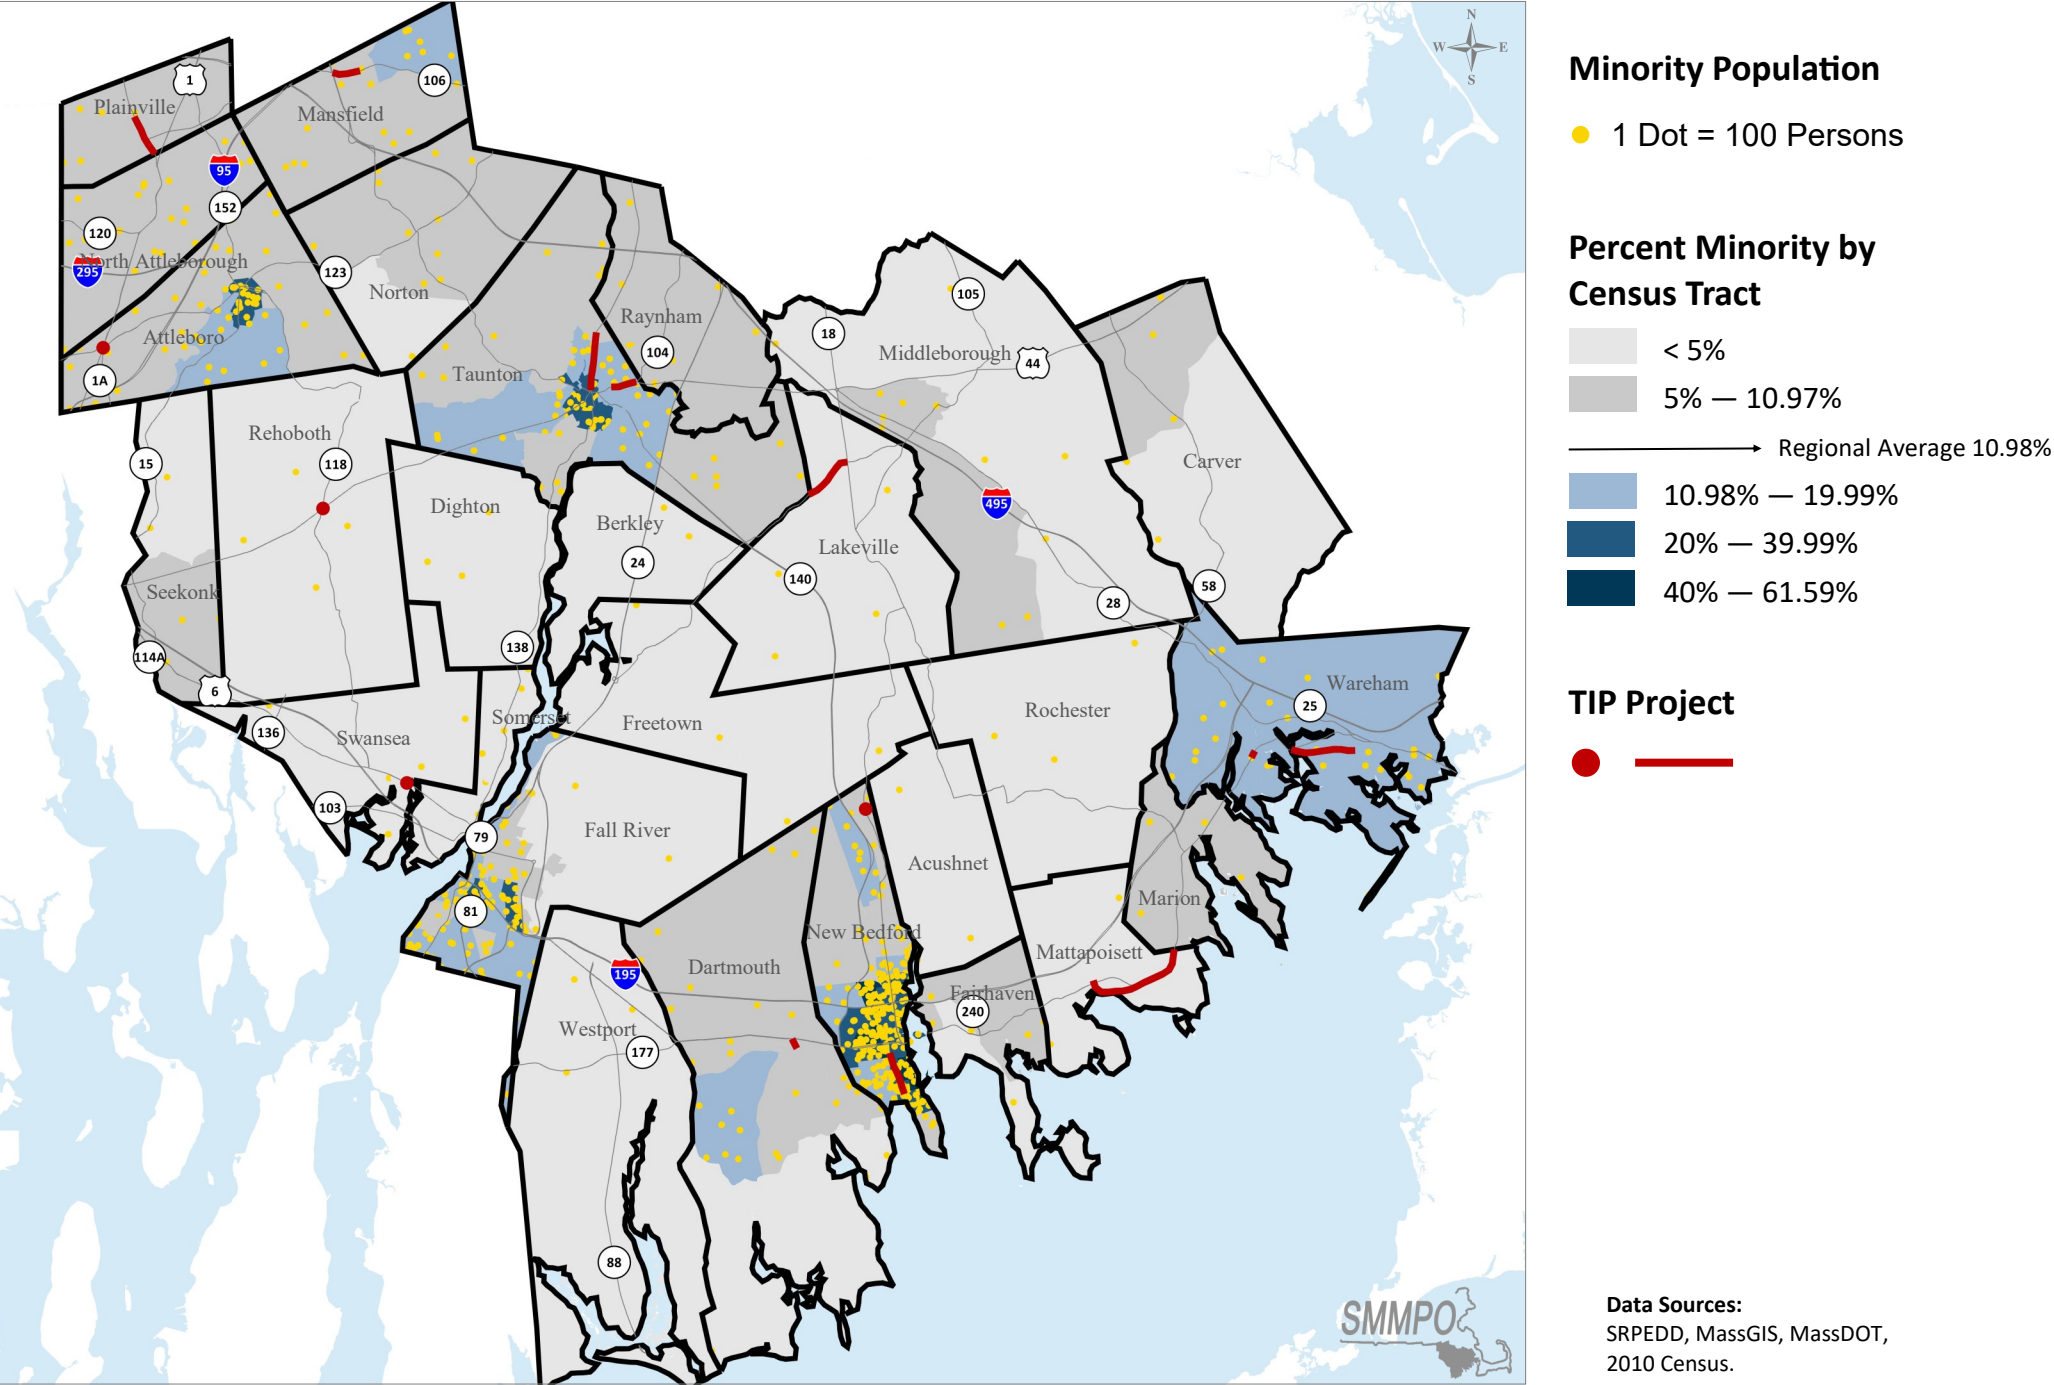 N
W E
S
1
Plainville
106
Mansfield
95
152
120
North Attleborough
295
123
Norton
Attleboro
1A
Raynham
104
Taunton
105
18
Middleborough
44
Rehoboth
15
118
Carver
Dighton
495
Berkley
24
Lakeville
140
Seekonk
28
58
138
114A
6
Wareham
25
Somerset
Freetown
Rochester
136
Swansea
103
79
Fall River
Acushnet
81
Marion
New Bedford
Mattapoisett
195
Dartmouth
Fairhaven
240
Westport
177
88
SMMPO
Minority Population
1 Dot = 100 Persons
Percent Minority by
Census Tract
< 5%
5% — 10.97%
Regional Average 10.98%
10.98% — 19.99%
20% — 39.99%
40% — 61.59%
TIP Project
Data Sources:
SRPEDD, MassGIS, MassDOT,
2010 Census.